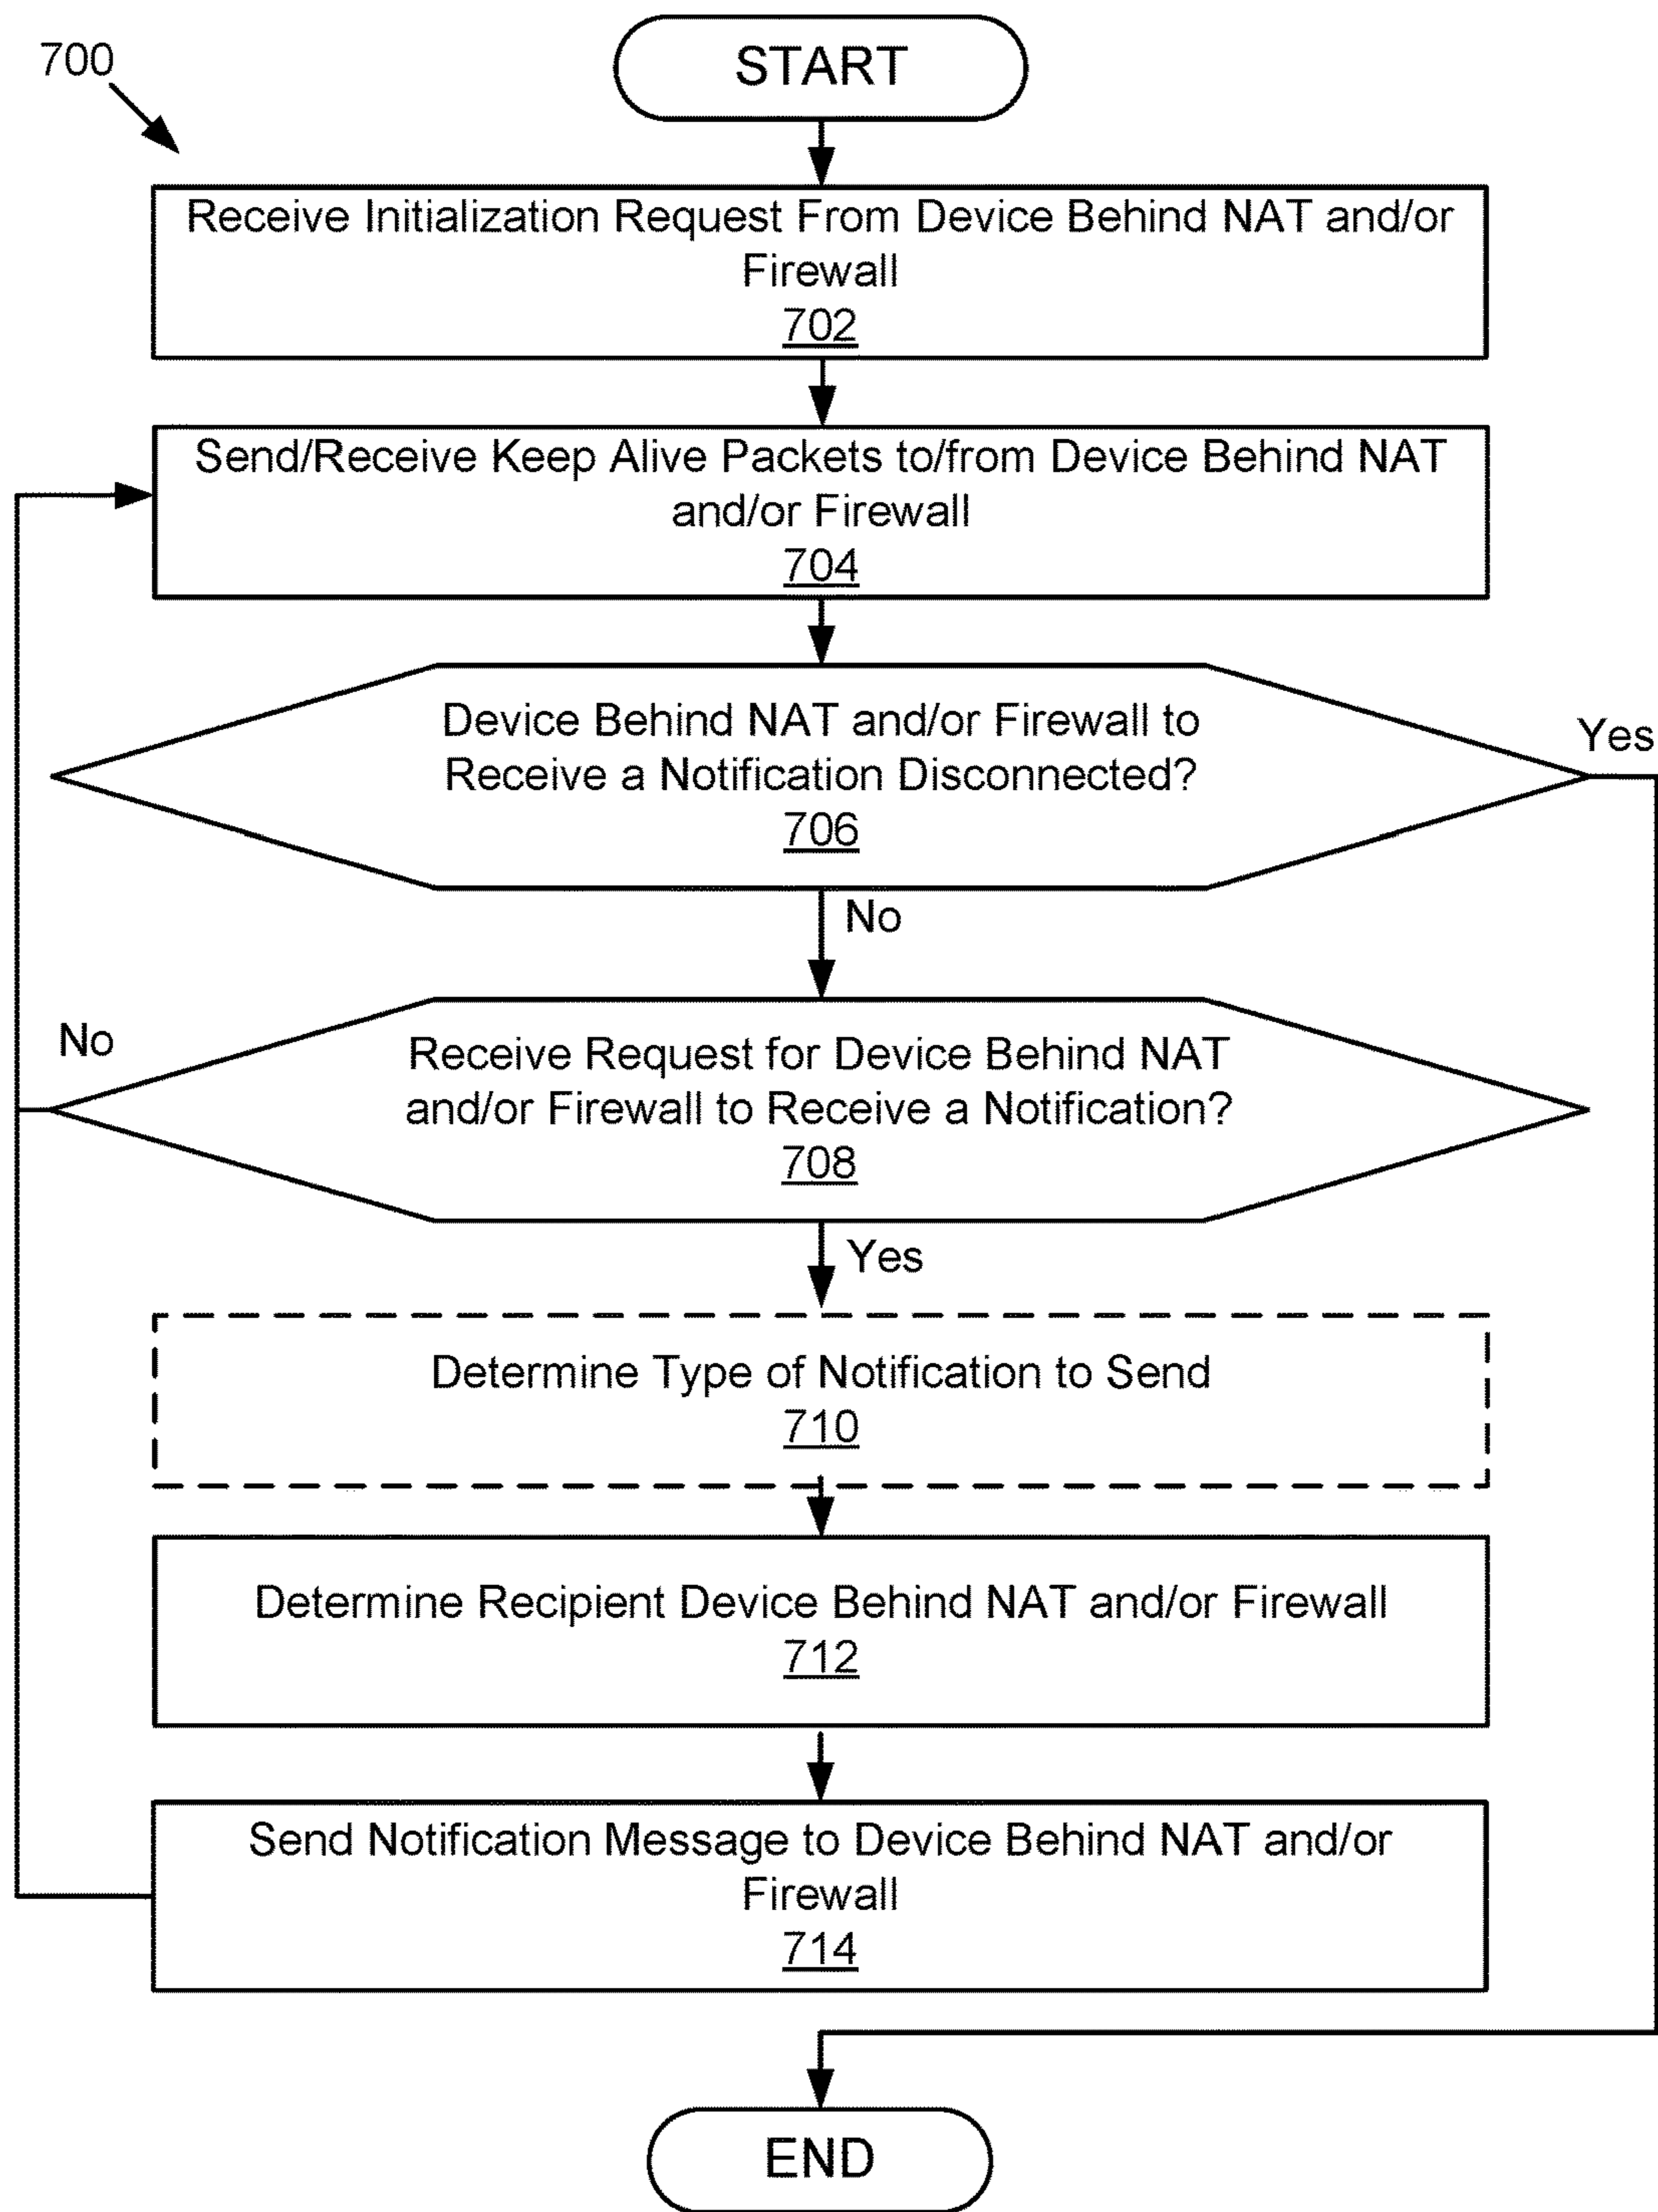 700
START
Receive Initialization Request From Device Behind NAT and/or
Firewall
702
Send/Receive Keep Alive Packets to/from Device Behind NAT
and/or Firewall
704
Device Behind NAT and/or Firewall to
Receive a Notification Disconnected?
706
Yes
No
Receive Request for Device Behind NAT
and/or Firewall to Receive a Notification?
708
No
Yes
Determine Type of Notification to Send
710
Determine Recipient Device Behind NAT and/or Firewall
712
Send Notification Message to Device Behind NAT and/or
Firewall
714
END